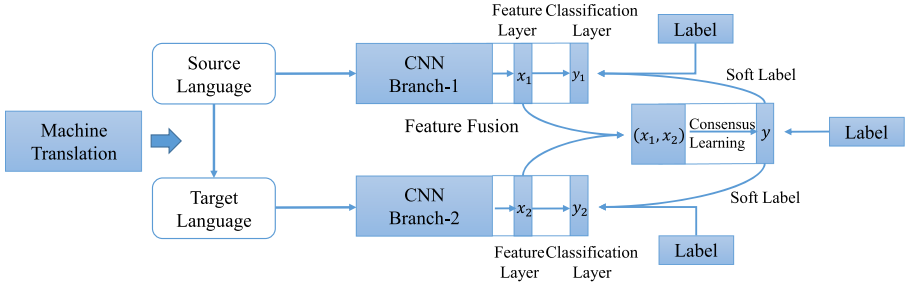 Feature Classification
Layer
Layer
Label
Source
Language
CNN
Branch-1
x₁
y₁
Soft Label
Machine
Translation
Feature Fusion
(x₁, x₂)
Consensus
Learning
y
Label
Target
Language
CNN
Branch-2
x₂
y₂
Soft Label
Label
Feature Classification
Layer
Layer